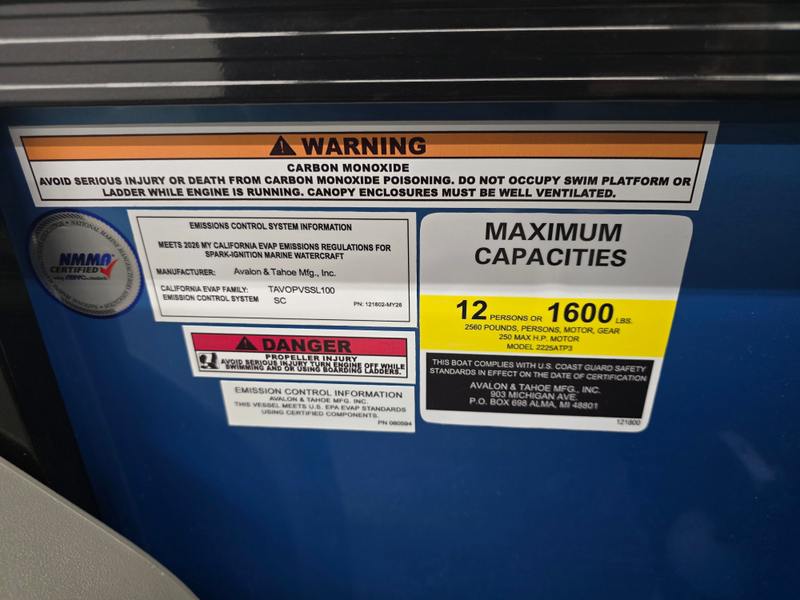 WARNING
CARBON MONOXIDE
AVOID SERIOUS INJURY OR DEATH FROM CARBON MONOXIDE POISONING. DO NOT OCCUPY SWIM PLATFORM OR
LADDER WHILE ENGINE IS RUNNING. CANOPY ENCLOSURES MUST BE WELL VENTILATED.
NMMA
CERTIFIED
EMISSIONS CONTROL SYSTEM INFORMATION
MEETS 2026 MY CALIFORNIA EVAP EMISSIONS REGULATIONS FOR
SPARK-IGNITION MARINE WATERCRAFT
MANUFACTURER: Avalon & Tahoe Mfg., Inc.
CALIFORNIA EVAP FAMILY: TAVOPVSSL100
EMISSION CONTROL SYSTEM SC
PN: 121802-MY26
DANGER
PROPELLER INJURY
AVOID SERIOUS INJURY TURN ENGINE OFF WHILE
SWIMMING AND OR USING BOARDING LADDERS.
EMISSION CONTROL INFORMATION
AVALON & TAHOE MFG. INC.
THIS VESSEL MEETS U.S. EPA EVAP STANDARDS
USING CERTIFIED COMPONENTS.
PN 080594
MAXIMUM
CAPACITIES
12 PERSONS OR 1600 LBS.
2560 POUNDS, PERSONS, MOTOR, GEAR
250 MAX H.P. MOTOR
MODEL 2225ATP3
THIS BOAT COMPLIES WITH U.S. COAST GUARD SAFETY
STANDARDS IN EFFECT ON THE DATE OF CERTIFICATION
AVALON & TAHOE MFG., INC.
903 MICHIGAN AVE.
P.O. BOX 698 ALMA, MI 48801
121800